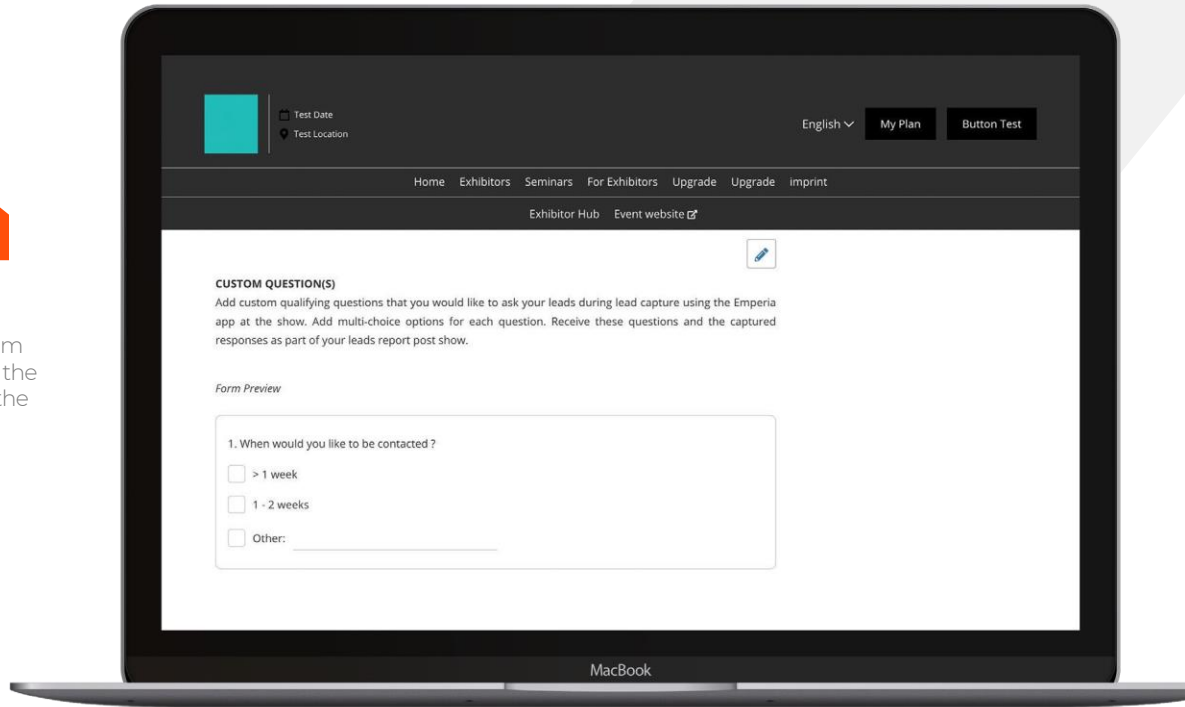 Test Date
Test Location
English
My Plan
Button Test
Home Exhibitors Seminars For Exhibitors Upgrade Upgrade imprint
Exhibitor Hub Event website
CUSTOM QUESTION(S)
Add custom qualifying questions that you would like to ask your leads during lead capture using the Emperia
app at the show. Add multi-choice options for each question. Receive these questions and the captured
responses as part of your leads report post show.
the
Form Preview
1. When would you like to be contacted ?
> 1 week
1 - 2 weeks
Other:
MacBook